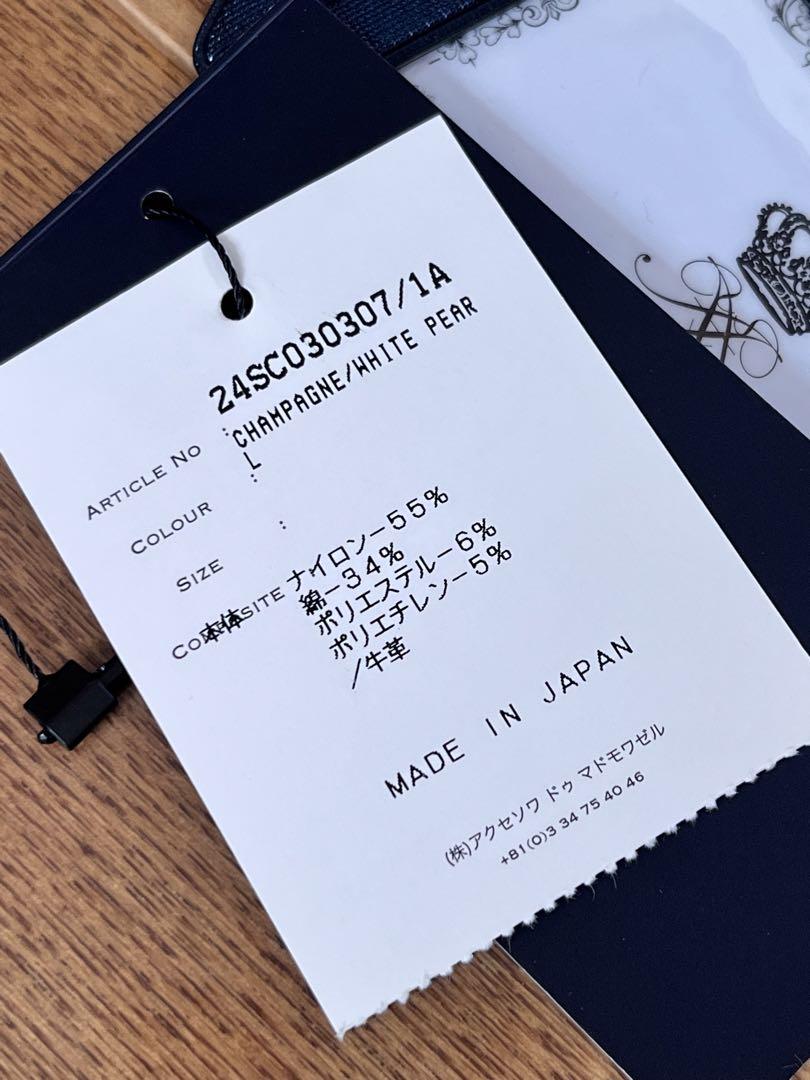 24SC030307/1A
ARTICLE NO : CHAMPAGNE/WHITE PEAR
L
COLOUR :
SIZE :
COMPOSITE 本体 ナイロン-55%
綿-34%
ポリエステル-6%
ポリエチレン-5%
/牛革
MADE IN JAPAN
(株)アクセソワ ドゥ マドモワゼル
+81(0)3 34 75 40 46